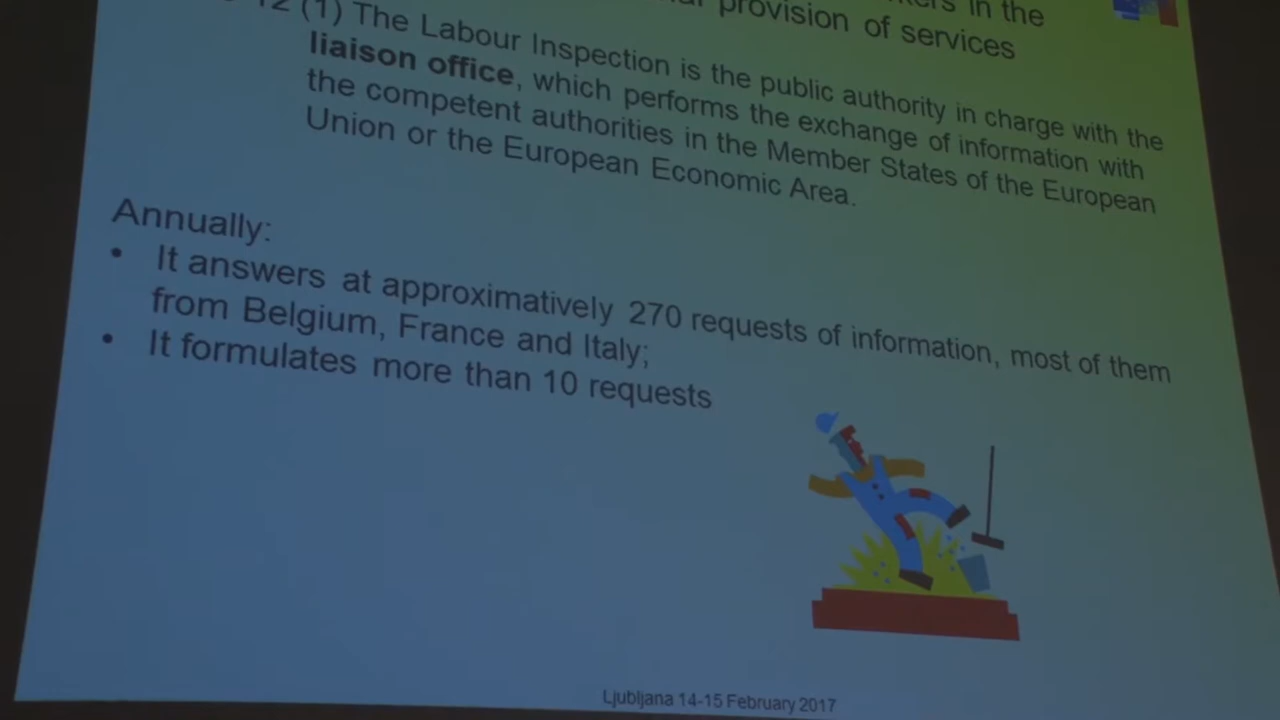 in the
provision of services
12 (1) The Labour Inspection is the public authority in charge with the
liaison office, which performs the exchange of information with
the competent authorities in the Member States of the European
Union or the European Economic Area.
Annually:
• It answers at approximatively 270 requests of information, most of them
from Belgium, France and Italy;
• It formulates more than 10 requests
Ljubljana 14-15 February 2017